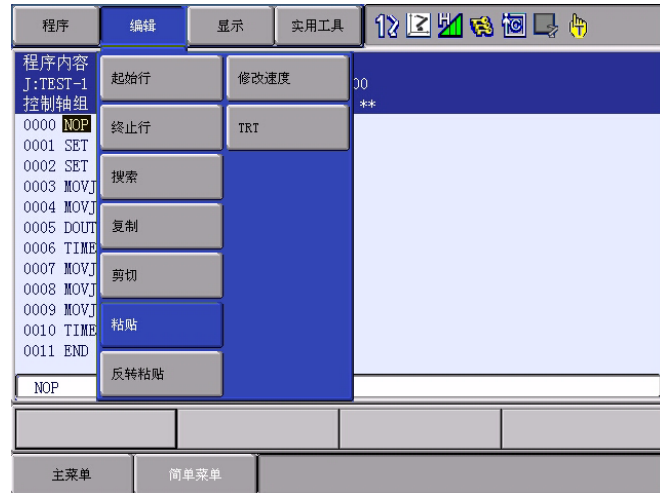 程序 编辑 显示 实用工具
程序内容
J:TEST-1 00
控制轴组 **
起始行 修改速度
终止行 TRT
搜索
复制
剪切
粘贴
反转粘贴
0000 NOP
0001 SET
0002 SET
0003 MOVJ
0004 MOVJ
0005 DOUT
0006 TIME
0007 MOVJ
0008 MOVJ
0009 MOVJ
0010 TIME
0011 END
NOP
主菜单 简单菜单